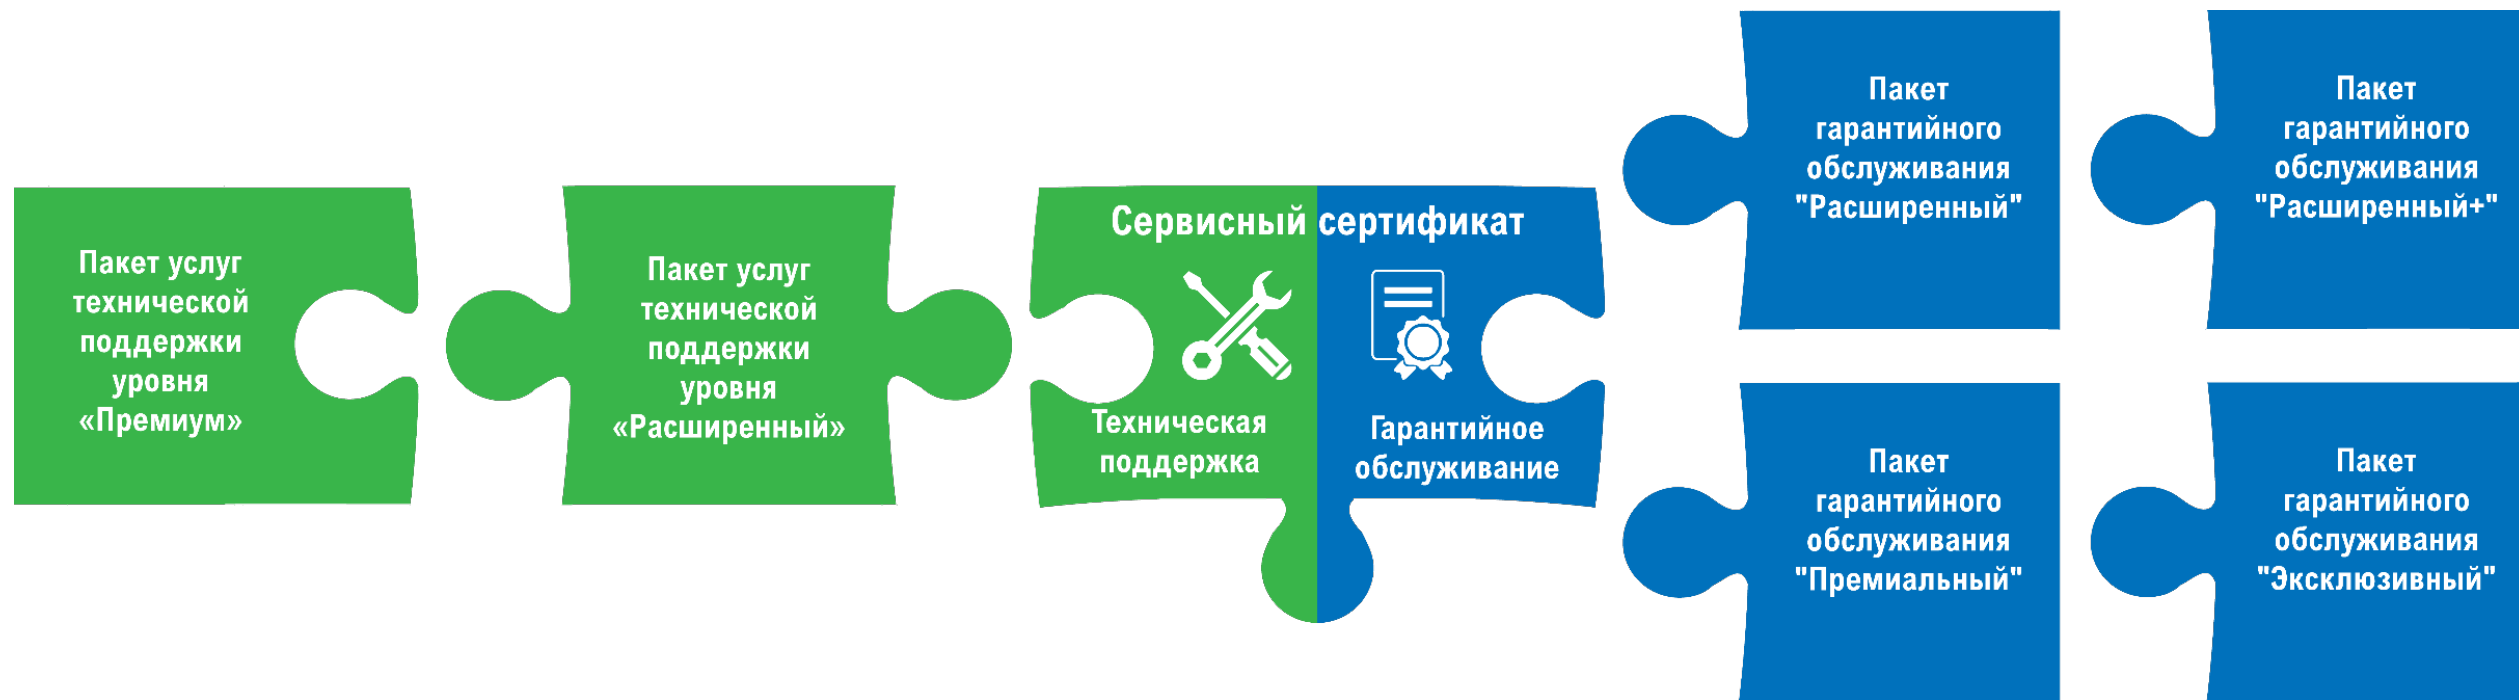 Пакет услуг
технической
поддержки
уровня
«Премиум»
Пакет услуг
технической
поддержки
уровня
«Расширенный»
Сервисный сертификат
Техническая
поддержка
Гарантийное
обслуживание
Пакет
гарантийного
обслуживания
"Расширенный"
Пакет
гарантийного
обслуживания
"Расширенный+"
Пакет
гарантийного
обслуживания
"Премиальный"
Пакет
гарантийного
обслуживания
"Эксклюзивный"